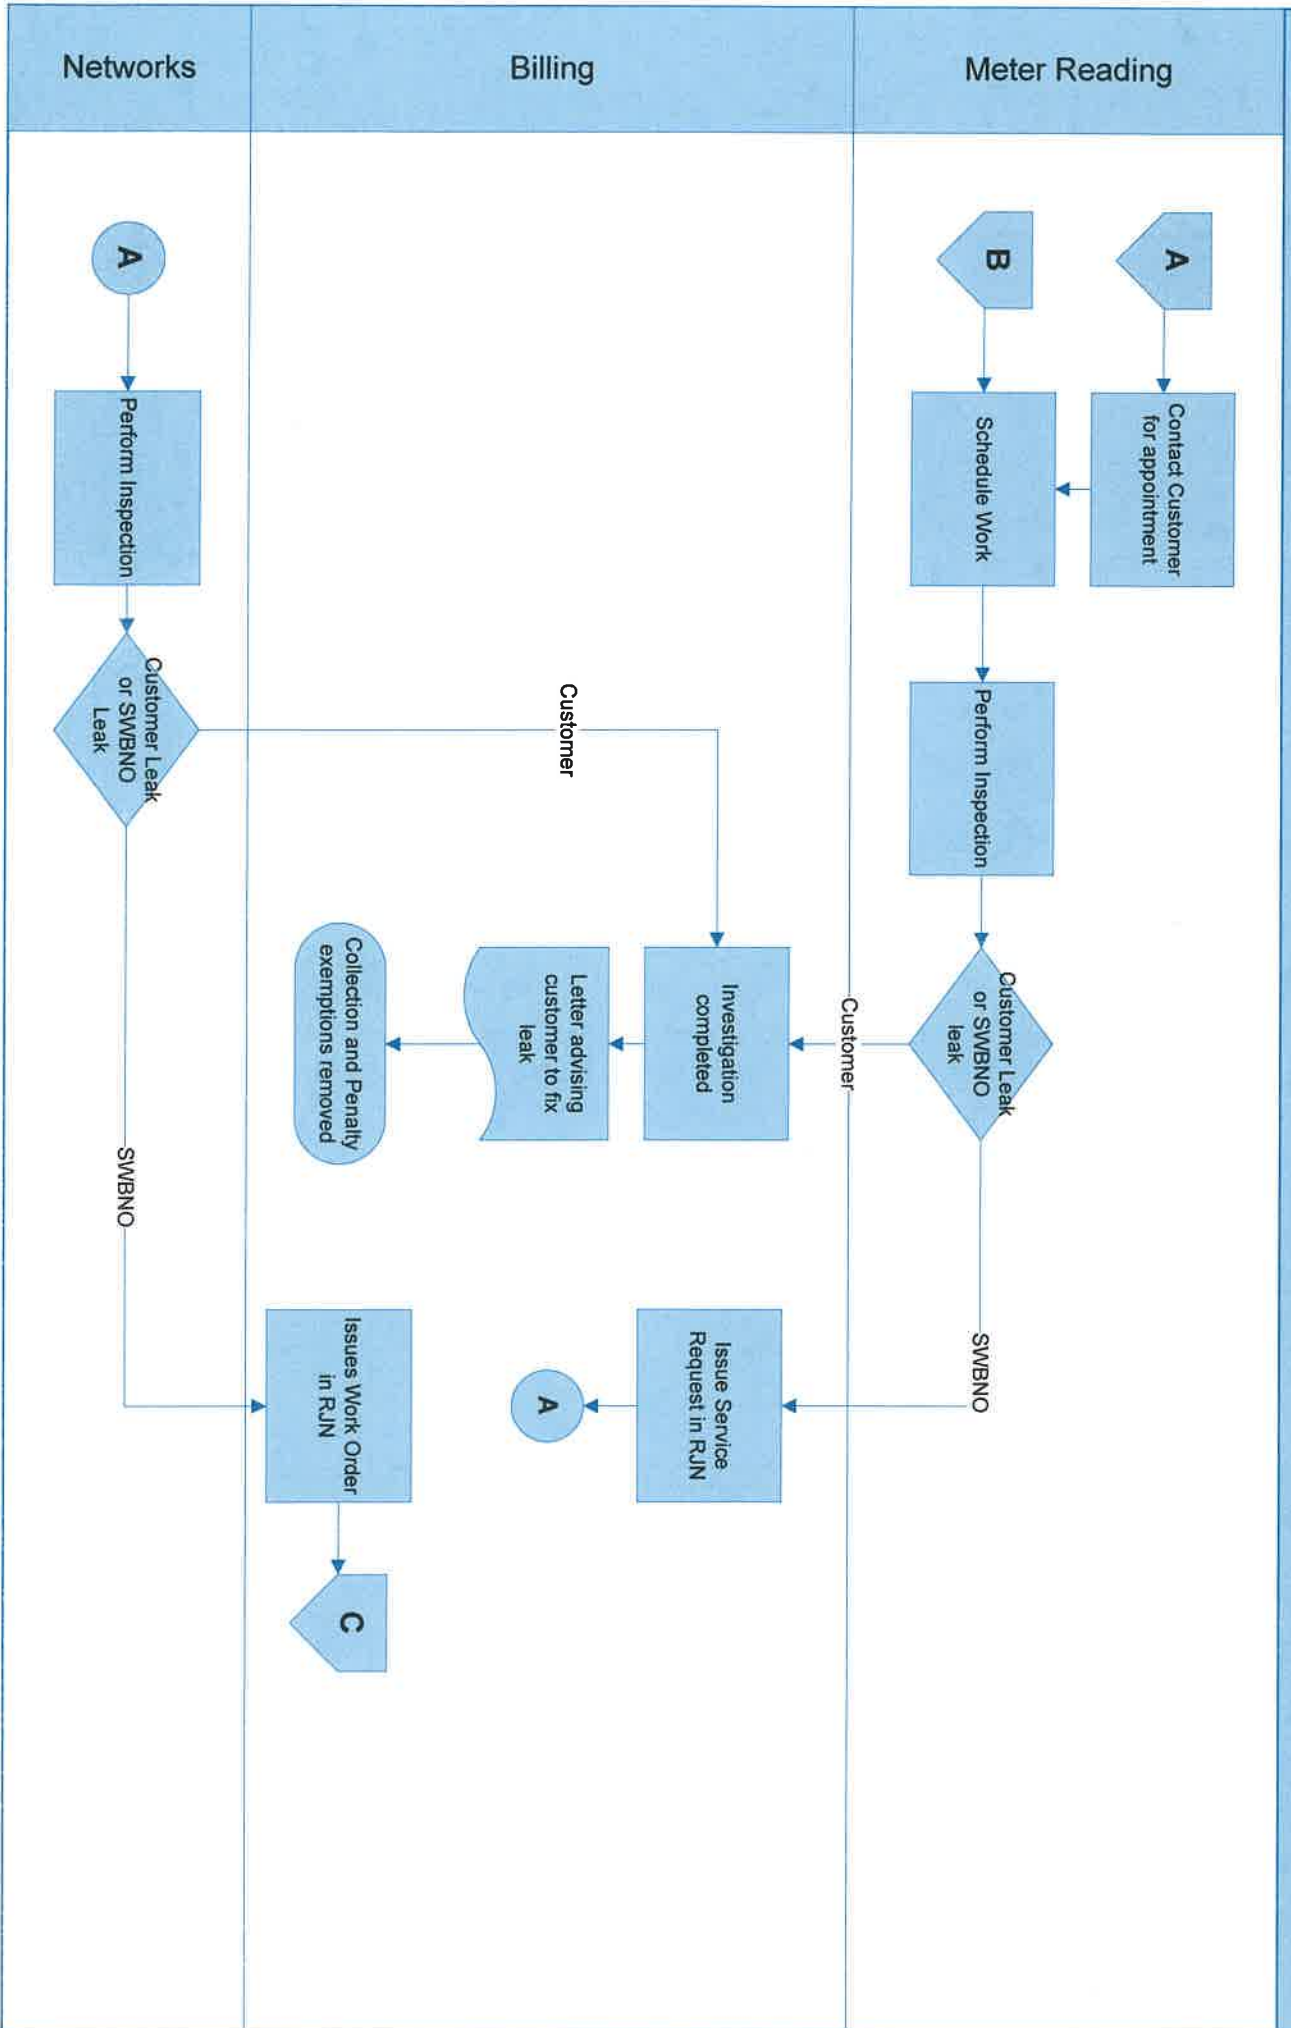 Meter Reading
A
Contact Customer
for appointment
B
Schedule Work
Perform Inspection
Customer Leak
or SWBNO
leak
Customer
SWBNO
Billing
Investigation
completed
Letter advising
customer to fix
leak
Collection and Penalty
exemptions removed
Customer
Issue Service
Request in RJN
A
Issues Work Order
in RJN
C
Networks
A
Perform Inspection
Customer Leak
or SWBNO
Leak
SWBNO